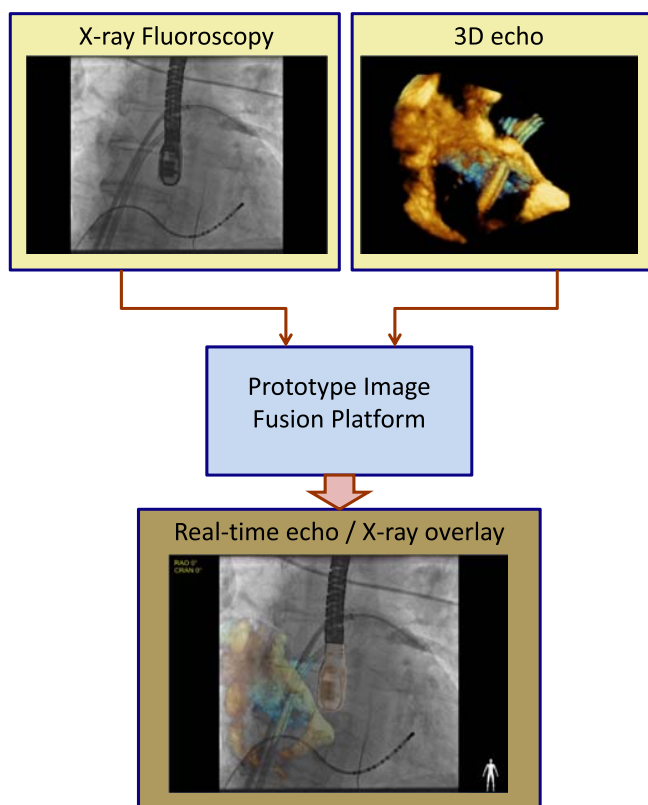 X-ray Fluoroscopy
3D echo
Prototype Image
Fusion Platform
Real-time echo / X-ray overlay
RAO 0°
CRAN 0°